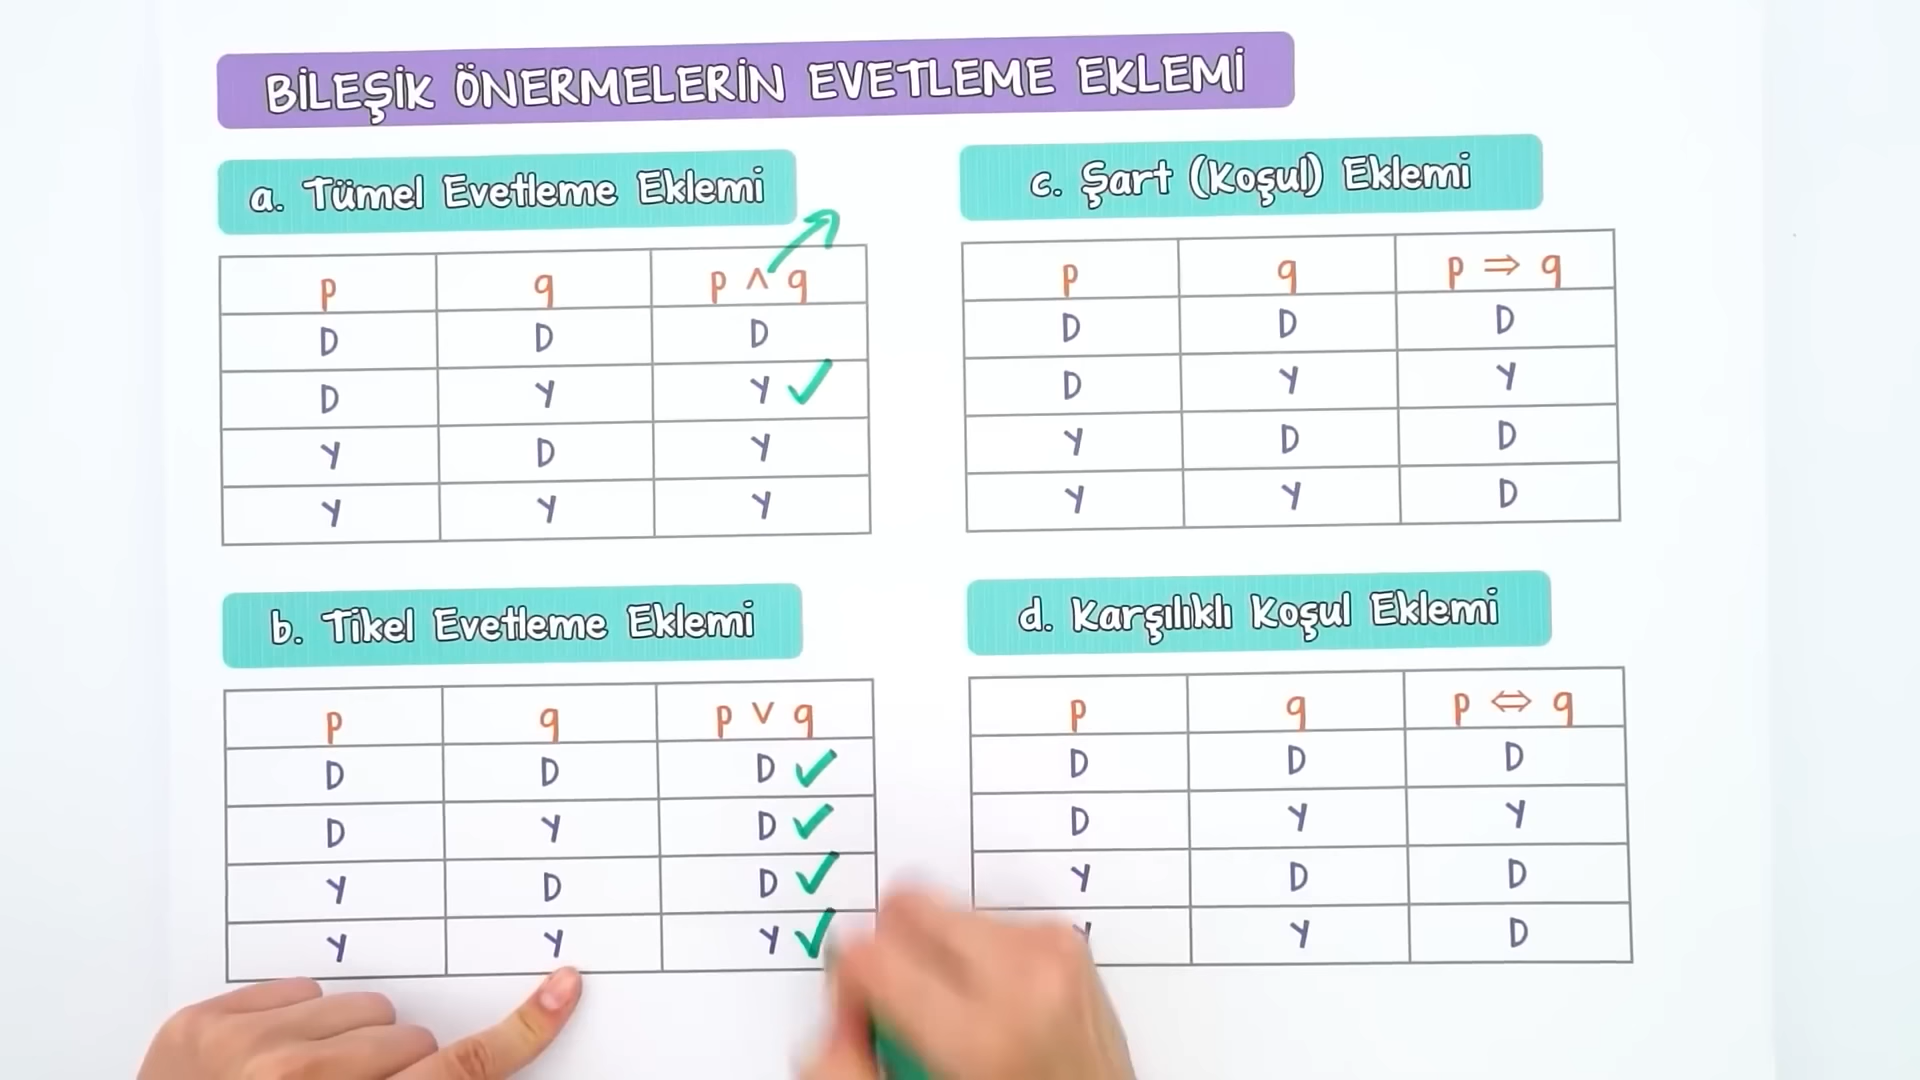 BİLEŞİK ÖNERMELERİN EVETLEME EKLEMİ
a. Tümel Evetleme Eklemi
p q p ∧ q
D D D
D Y Y ✓
Y D Y
Y Y Y
b. Tikel Evetleme Eklemi
p q p ∨ q
D D D ✓
D Y D ✓
Y D D ✓
Y Y Y ✓
c. Şart (Koşul) Eklemi
p q p ⇒ q
D D D
D Y Y
Y D D
Y Y D
d. Karşılıklı Koşul Eklemi
p q p ⇔ q
D D D
D Y Y
Y D D
Y D